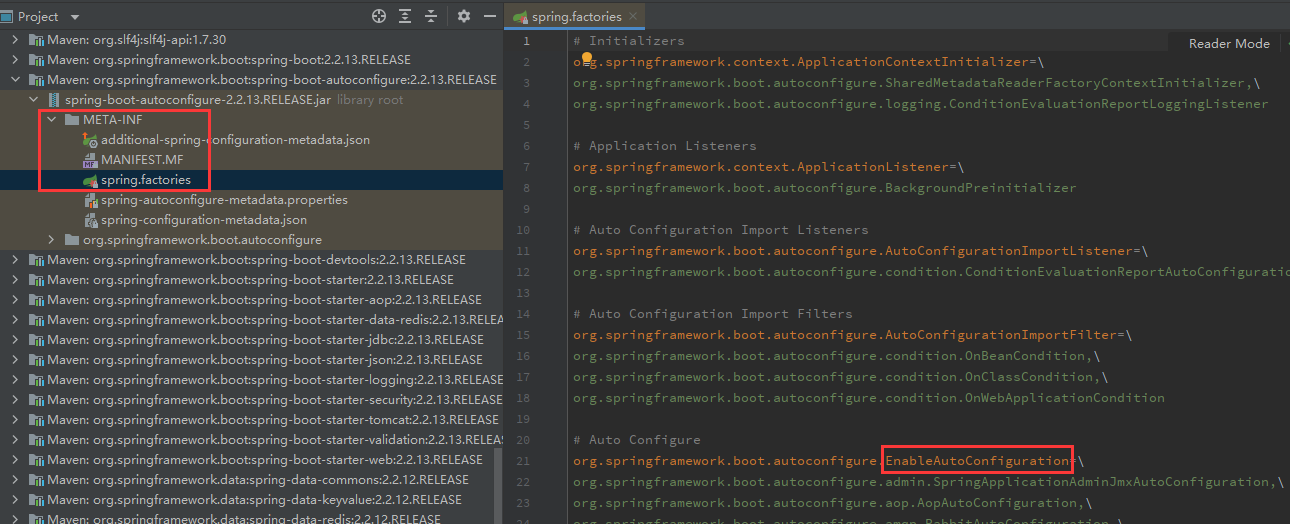 Project
Maven: org.slf4j:slf4j-api:1.7.30
Maven: org.springframework.boot:spring-boot:2.2.13.RELEASE
Maven: org.springframework.boot:spring-boot-autoconfigure:2.2.13.RELEASE
spring-boot-autoconfigure-2.2.13.RELEASE.jar library root
META-INF
additional-spring-configuration-metadata.json
MANIFEST.MF
spring.factories
spring-autoconfigure-metadata.properties
spring-configuration-metadata.json
org.springframework.boot.autoconfigure
Maven: org.springframework.boot:spring-boot-devtools:2.2.13.RELEASE
Maven: org.springframework.boot:spring-boot-starter:2.2.13.RELEASE
Maven: org.springframework.boot:spring-boot-starter-aop:2.2.13.RELEASE
Maven: org.springframework.boot:spring-boot-starter-data-redis:2.2.13.RELEA
Maven: org.springframework.boot:spring-boot-starter-jdbc:2.2.13.RELEASE
Maven: org.springframework.boot:spring-boot-starter-json:2.2.13.RELEASE
Maven: org.springframework.boot:spring-boot-starter-logging:2.2.13.RELEASE
Maven: org.springframework.boot:spring-boot-starter-security:2.2.13.RELEASE
Maven: org.springframework.boot:spring-boot-starter-tomcat:2.2.13.RELEASE
Maven: org.springframework.boot:spring-boot-starter-validation:2.2.13.RELEAS
Maven: org.springframework.boot:spring-boot-starter-web:2.2.13.RELEASE
Maven: org.springframework.data:spring-data-commons:2.2.12.RELEASE
Maven: org.springframework.data:spring-data-keyvalue:2.2.12.RELEASE
Maven: org.springframework.data:spring-data-redis:2.2.12.RELEASE
spring.factories
Reader Mode
1 # Initializers
2 org.springframework.context.ApplicationContextInitializer=\
3 org.springframework.boot.autoconfigure.SharedMetadataReaderFactoryContextInitializer,\
4 org.springframework.boot.autoconfigure.logging.ConditionEvaluationReportLoggingListener
5
6 # Application Listeners
7 org.springframework.context.ApplicationListener=\
8 org.springframework.boot.autoconfigure.BackgroundPreinitializer
9
10 # Auto Configuration Import Listeners
11 org.springframework.boot.autoconfigure.AutoConfigurationImportListener=\
12 org.springframework.boot.autoconfigure.condition.ConditionEvaluationReportAutoConfiguratio
13
14 # Auto Configuration Import Filters
15 org.springframework.boot.autoconfigure.AutoConfigurationImportFilter=\
16 org.springframework.boot.autoconfigure.condition.OnBeanCondition,\
17 org.springframework.boot.autoconfigure.condition.OnClassCondition,\
18 org.springframework.boot.autoconfigure.condition.OnWebApplicationCondition
19
20 # Auto Configure
21 org.springframework.boot.autoconfigure.EnableAutoConfiguration=\
22 org.springframework.boot.autoconfigure.admin.SpringApplicationAdminJmxAutoConfiguration,\
23 org.springframework.boot.autoconfigure.aop.AopAutoConfiguration,\
24 org.springframework.boot.autoconfigure.amqp.RabbitAutoConfiguration,\